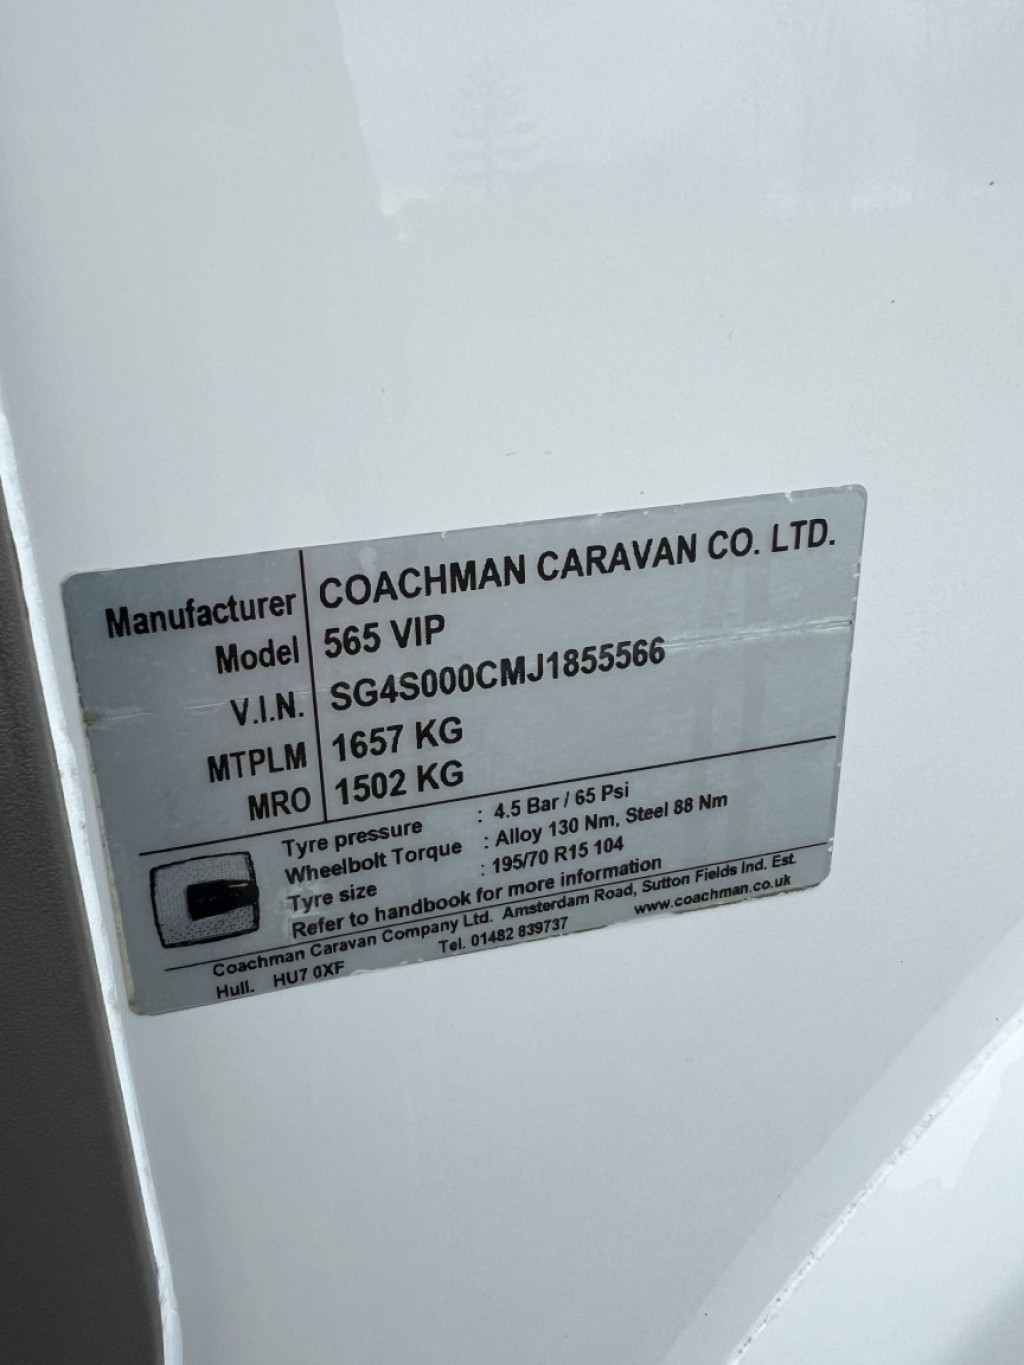 Manufacturer COACHMAN CARAVAN CO. LTD.
Model 565 VIP
V.I.N. SG4S000CMJ1855566
MTPLM 1657 KG
MRO 1502 KG
Tyre pressure : 4.5 Bar / 65 Psi
Wheelbolt Torque : Alloy 130 Nm, Steel 88 Nm
Tyre size : 195/70 R15 104
Refer to handbook for more information
Coachman Caravan Company Ltd. Amsterdam Road, Sutton Fields Ind. Est.
Hull. HU7 0XF Tel. 01482 839737 www.coachman.co.uk